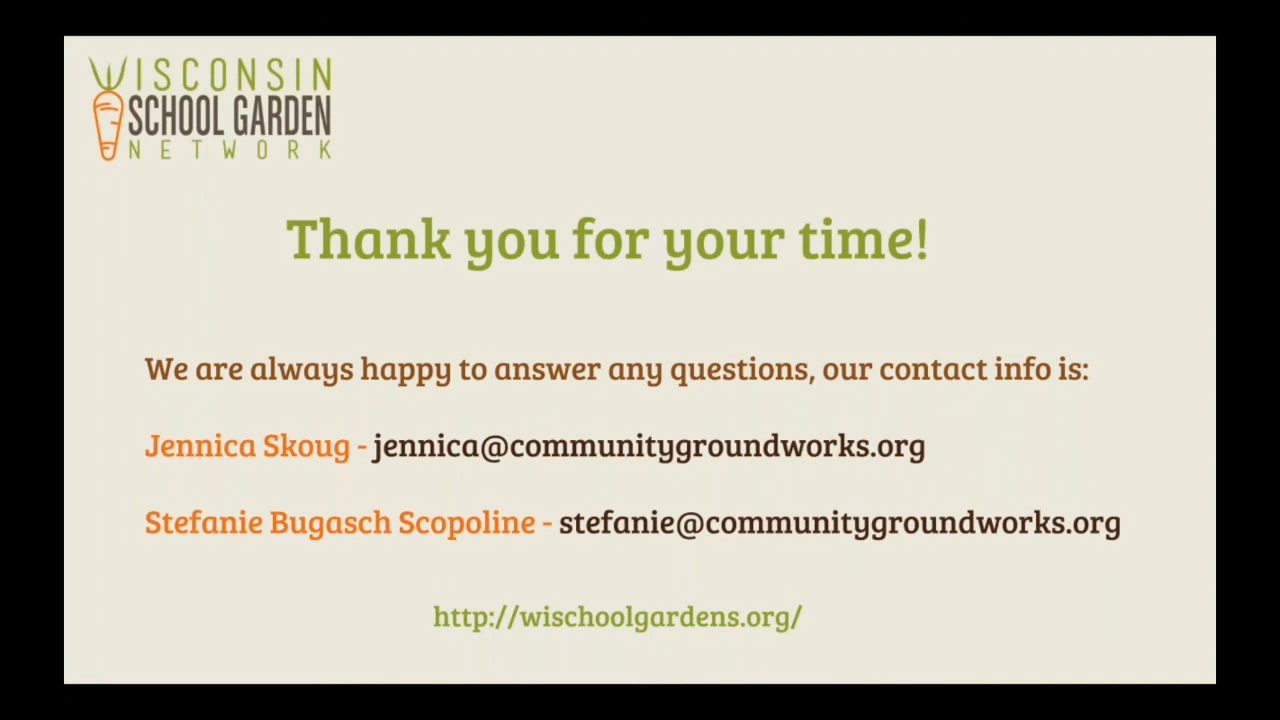 WISCONSIN
SCHOOL GARDEN
NETWORK
Thank you for your time!
We are always happy to answer any questions, our contact info is:
Jennica Skoug - jennica@communitygroundworks.org
Stefanie Bugasch Scopoline - stefanie@communitygroundworks.org
http://wischoolgardens.org/